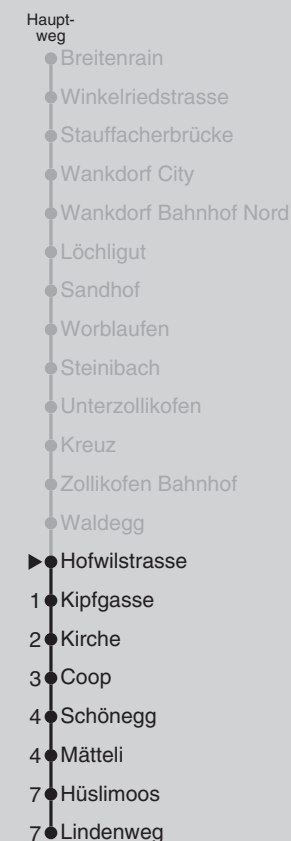 Haupt-
weg
Breitenrain
Winkelriedstrasse
Stauffacherbrücke
Wankdorf City
Wankdorf Bahnhof Nord
Löchligut
Sandhof
Worblaufen
Steinibach
Unterzollikofen
Kreuz
Zollikofen Bahnhof
Waldegg
Hofwilstrasse
1 Kipfgasse
2 Kirche
3 Coop
4 Schönegg
4 Mätteli
7 Hüslimoos
7 Lindenweg